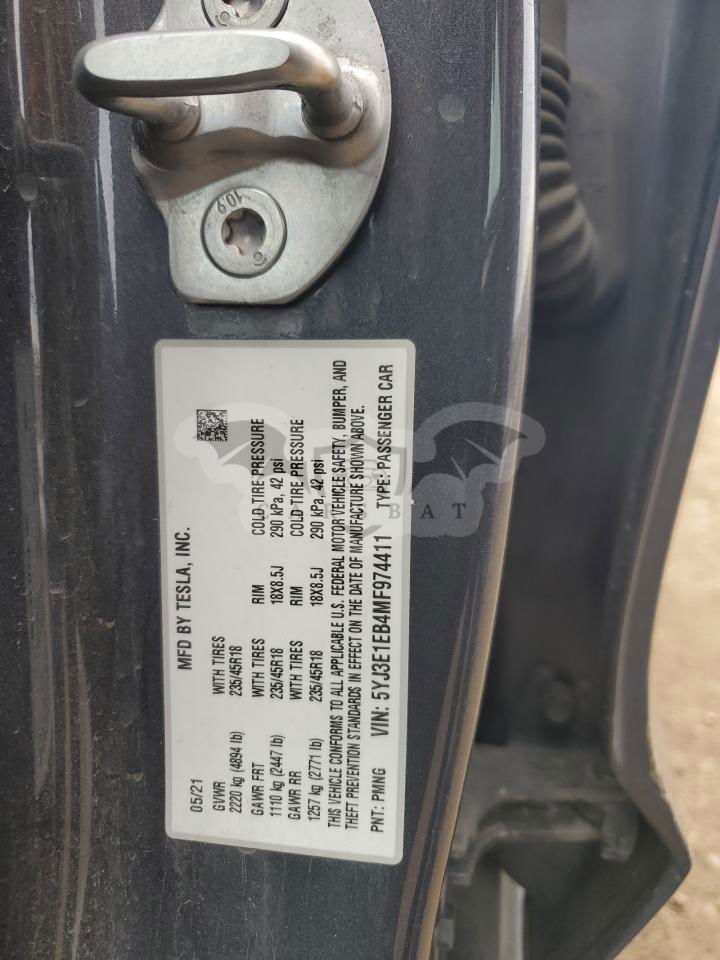 10.9
MFD BY TESLA, INC.
05/21
GVWR WITH TIRES RIM COLD TIRE PRESSURE
2220 kg (4894 lb) 235/45R18 18X8.5J 290 kPa, 42 psi
GAWR FRT WITH TIRES RIM COLD TIRE PRESSURE
1110 kg (2447 lb) 235/45R18 18X8.5J 290 kPa, 42 psi
GAWR RR
1257 kg (2771 lb)
THIS VEHICLE CONFORMS TO ALL APPLICABLE U.S. FEDERAL MOTOR VEHICLE SAFETY, BUMPER, AND
THEFT PREVENTION STANDARDS IN EFFECT ON THE DATE OF MANUFACTURE SHOWN ABOVE.
PNT: PMNG VIN: 5YJ3E1EB4MF974411 TYPE: PASSENGER CAR
BAT